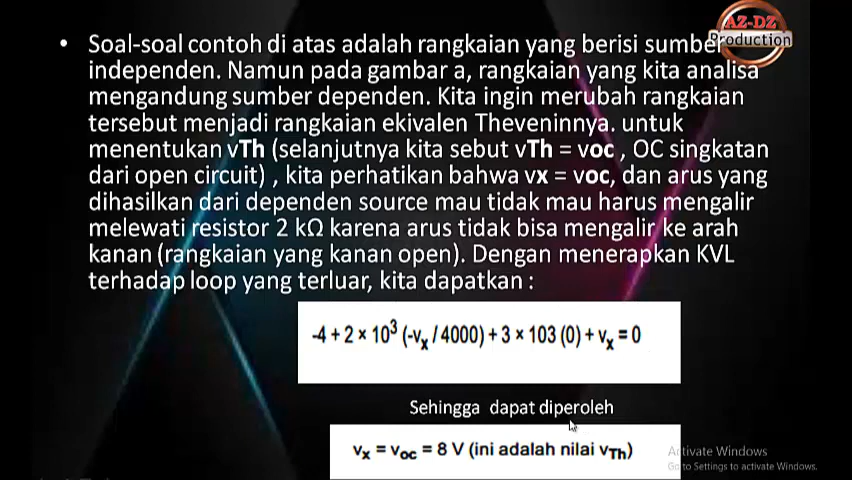 AZ-DZ
Production
• Soal-soal contoh di atas adalah rangkaian yang berisi sumber
independen. Namun pada gambar a, rangkaian yang kita analisa
mengandung sumber dependen. Kita ingin merubah rangkaian
tersebut menjadi rangkaian ekivalen Theveninnya. untuk
menentukan vTh (selanjutnya kita sebut vTh = voc , OC singkatan
dari open circuit) , kita perhatikan bahwa vx = voc, dan arus yang
dihasilkan dari dependen source mau tidak mau harus mengalir
melewati resistor 2 kΩ karena arus tidak bisa mengalir ke arah
kanan (rangkaian yang kanan open). Dengan menerapkan KVL
terhadap loop yang terluar, kita dapatkan :
-4 + 2 × 10³ (-vₓ / 4000) + 3 × 103 (0) + vₓ = 0
Sehingga dapat diperoleh
vₓ = voc = 8 V (ini adalah nilai vTh)
Activate Windows
Go to Settings to activate Windows.